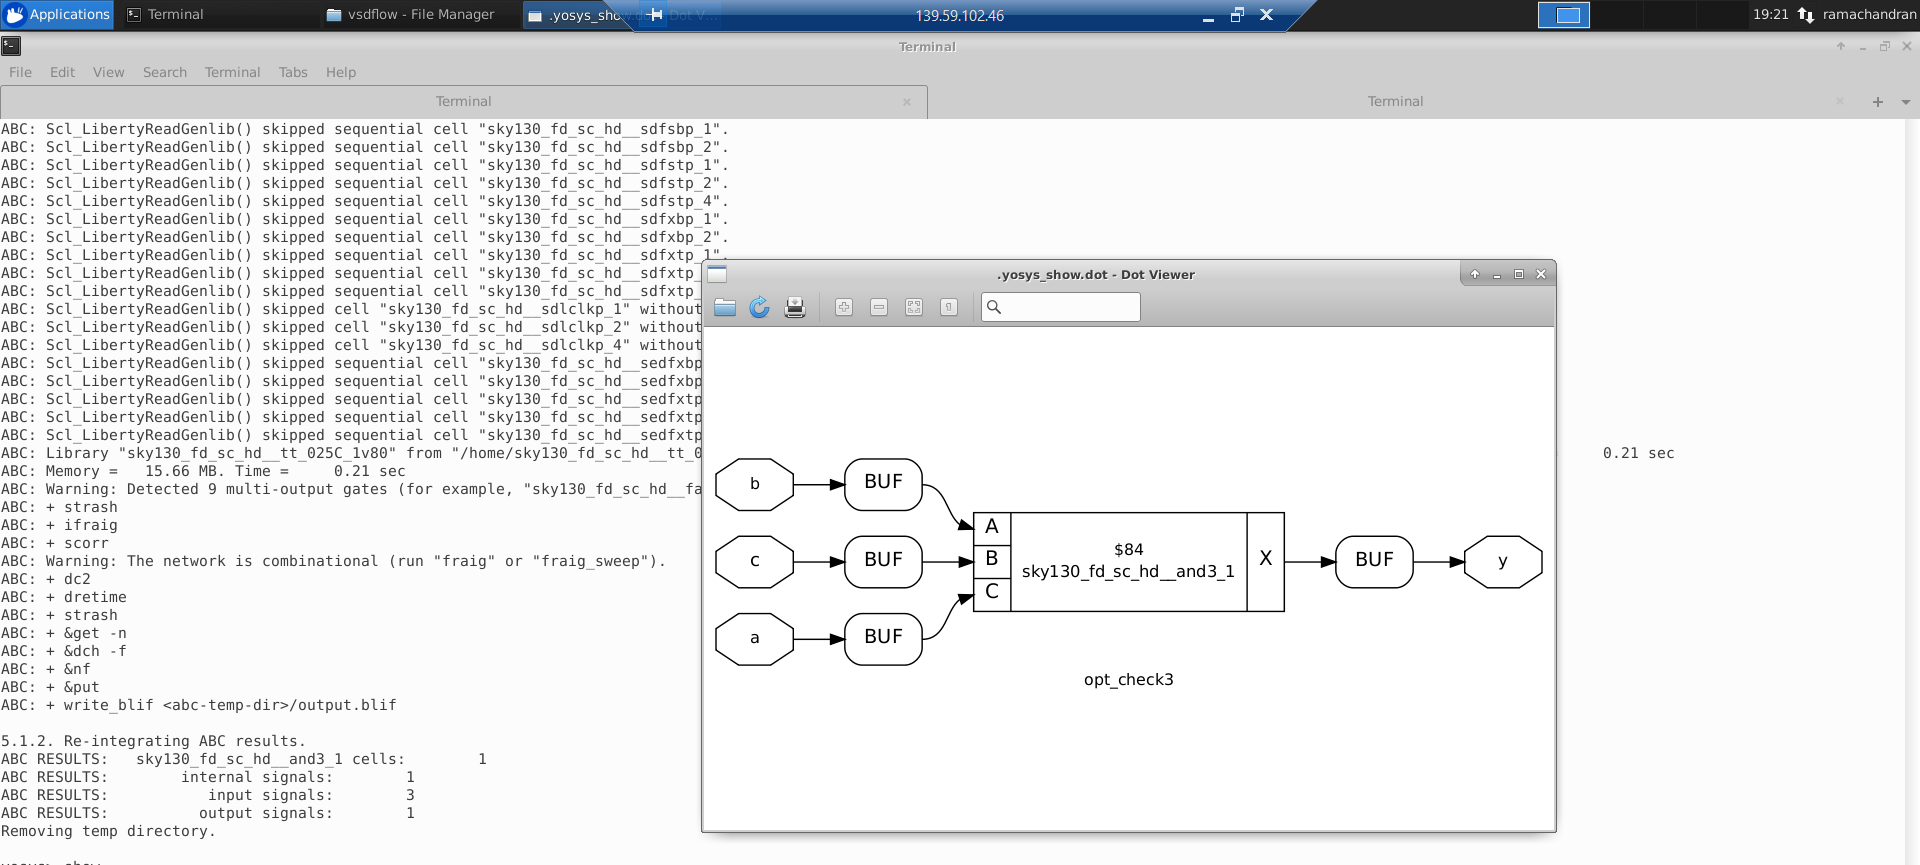 Applications
Terminal
vsdflow - File Manager
.yosys_show.dot - Dot V...
139.59.102.46
19:21
ramachandran
Terminal
File Edit View Search Terminal Tabs Help
Terminal
Terminal
ABC: Scl_LibertyReadGenlib() skipped sequential cell "sky130_fd_sc_hd__sdfsbp_1".
ABC: Scl_LibertyReadGenlib() skipped sequential cell "sky130_fd_sc_hd__sdfsbp_2".
ABC: Scl_LibertyReadGenlib() skipped sequential cell "sky130_fd_sc_hd__sdfstp_1".
ABC: Scl_LibertyReadGenlib() skipped sequential cell "sky130_fd_sc_hd__sdfstp_2".
ABC: Scl_LibertyReadGenlib() skipped sequential cell "sky130_fd_sc_hd__sdfstp_4".
ABC: Scl_LibertyReadGenlib() skipped sequential cell "sky130_fd_sc_hd__sdfxbp_1".
ABC: Scl_LibertyReadGenlib() skipped sequential cell "sky130_fd_sc_hd__sdfxbp_2".
ABC: Scl_LibertyReadGenlib() skipped sequential cell "sky130_fd_sc_hd__sdfxtp_1".
ABC: Scl_LibertyReadGenlib() skipped sequential cell "sky130_fd_sc_hd__sdfxtp_
ABC: Scl_LibertyReadGenlib() skipped sequential cell "sky130_fd_sc_hd__sdfxtp_
ABC: Scl_LibertyReadGenlib() skipped cell "sky130_fd_sc_hd__sdlclkp_1" without
ABC: Scl_LibertyReadGenlib() skipped cell "sky130_fd_sc_hd__sdlclkp_2" without
ABC: Scl_LibertyReadGenlib() skipped cell "sky130_fd_sc_hd__sdlclkp_4" without
ABC: Scl_LibertyReadGenlib() skipped sequential cell "sky130_fd_sc_hd__sedfxbp
ABC: Scl_LibertyReadGenlib() skipped sequential cell "sky130_fd_sc_hd__sedfxbp
ABC: Scl_LibertyReadGenlib() skipped sequential cell "sky130_fd_sc_hd__sedfxtp
ABC: Scl_LibertyReadGenlib() skipped sequential cell "sky130_fd_sc_hd__sedfxtp
ABC: Scl_LibertyReadGenlib() skipped sequential cell "sky130_fd_sc_hd__sedfxtp
ABC: Library "sky130_fd_sc_hd__tt_025C_1v80" from "/home/sky130_fd_sc_hd__tt_0 0.21 sec
ABC: Memory = 15.66 MB. Time = 0.21 sec
ABC: Warning: Detected 9 multi-output gates (for example, "sky130_fd_sc_hd__fa
ABC: + strash
ABC: + ifraig
ABC: + scorr
ABC: Warning: The network is combinational (run "fraig" or "fraig_sweep").
ABC: + dc2
ABC: + dretime
ABC: + strash
ABC: + &get -n
ABC: + &dch -f
ABC: + &nf
ABC: + &put
ABC: + write_blif <abc-temp-dir>/output.blif
5.1.2. Re-integrating ABC results.
ABC RESULTS: sky130_fd_sc_hd__and3_1 cells: 1
ABC RESULTS: internal signals: 1
ABC RESULTS: input signals: 3
ABC RESULTS: output signals: 1
Removing temp directory.
.yosys_show.dot - Dot Viewer
b
BUF
c
BUF
a
BUF
A
B
C
$84
sky130_fd_sc_hd__and3_1
X
BUF
y
opt_check3